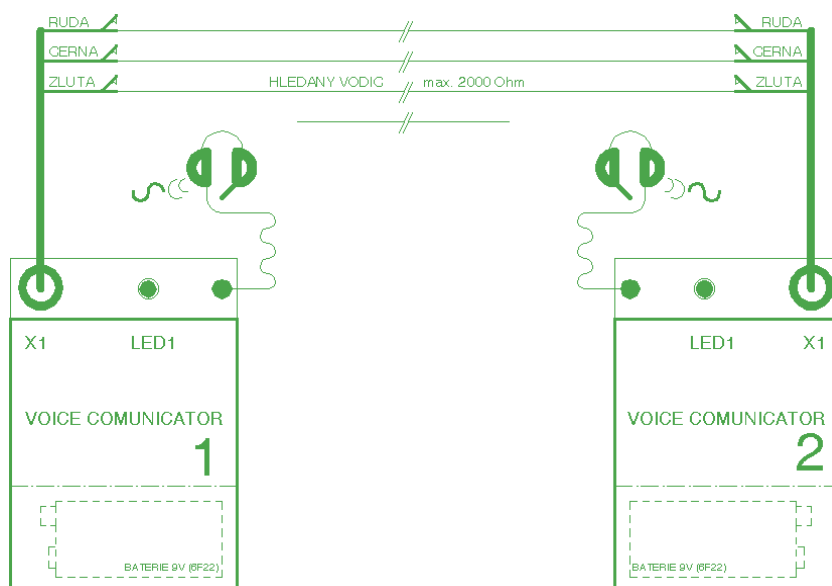 RUDA RUDA
CERNA CERNA
ZLUTA HLEDANY VODIC max. 2000 Ohm ZLUTA
X1 LED1 LED1 X1
VOICE COMUNICATOR VOICE COMUNICATOR
1 2
BATERIE 9V (6F22) BATERIE 9V (6F22)